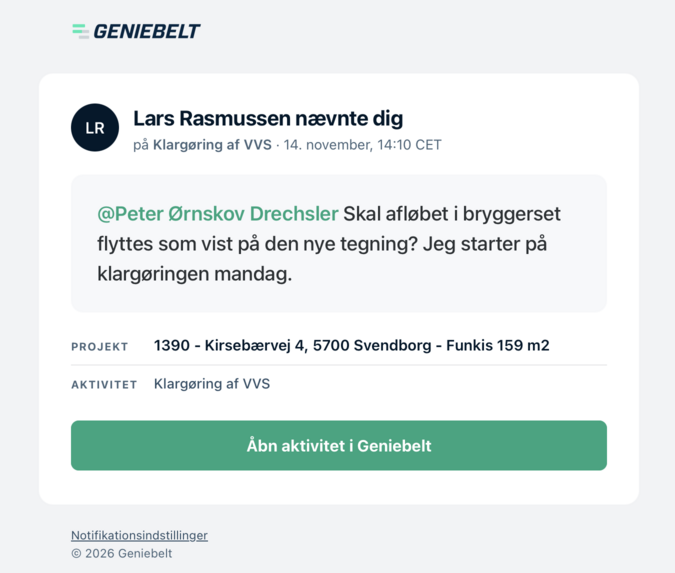 GENIEBELT
LR
Lars Rasmussen nævnte dig
på Klargøring af VVS · 14. november, 14:10 CET
@Peter Ørnskov Drechsler Skal afløbet i bryggerset
flyttes som vist på den nye tegning? Jeg starter på
klargøringen mandag.
PROJEKT 1390 - Kirsebærvej 4, 5700 Svendborg - Funkis 159 m2
AKTIVITET Klargøring af VVS
Åbn aktivitet i Geniebelt
Notifikationsindstillinger
© 2026 Geniebelt